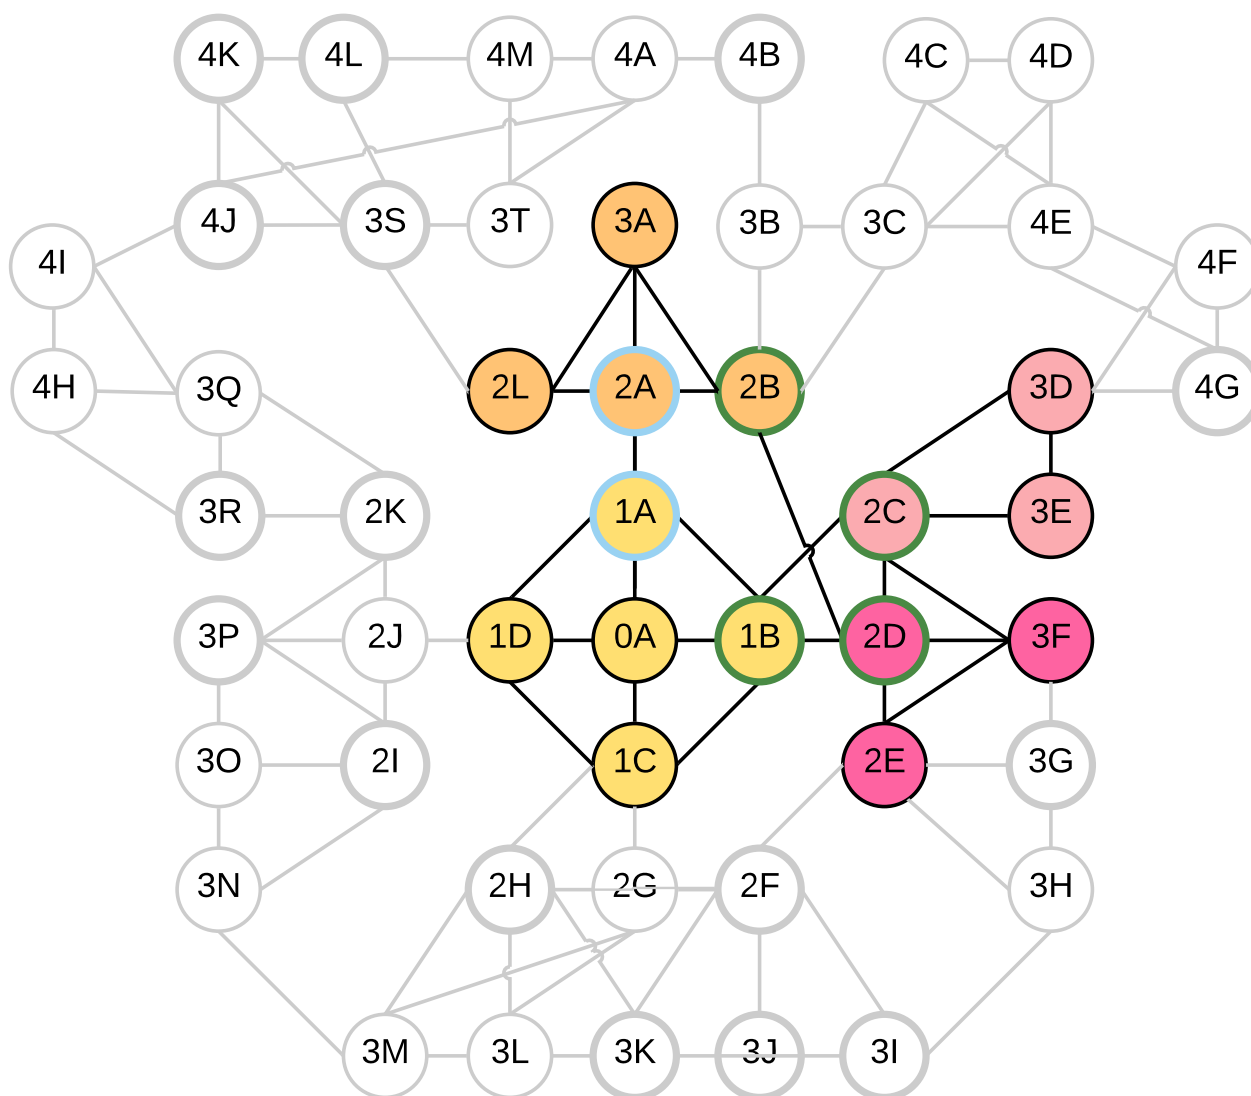 4K 4L 4M 4A 4B 4C 4D
4J 3S 3T 3A 3B 3C 4E
4I 4F
4H 3Q 2L 2A 2B 3D 4G
3R 2K 1A 2C 3E
3P 2J 1D 0A 1B 2D 3F
3O 2I 1C 2E 3G
3N 2H 2G 2F 3H
3M 3L 3K 3J 3I